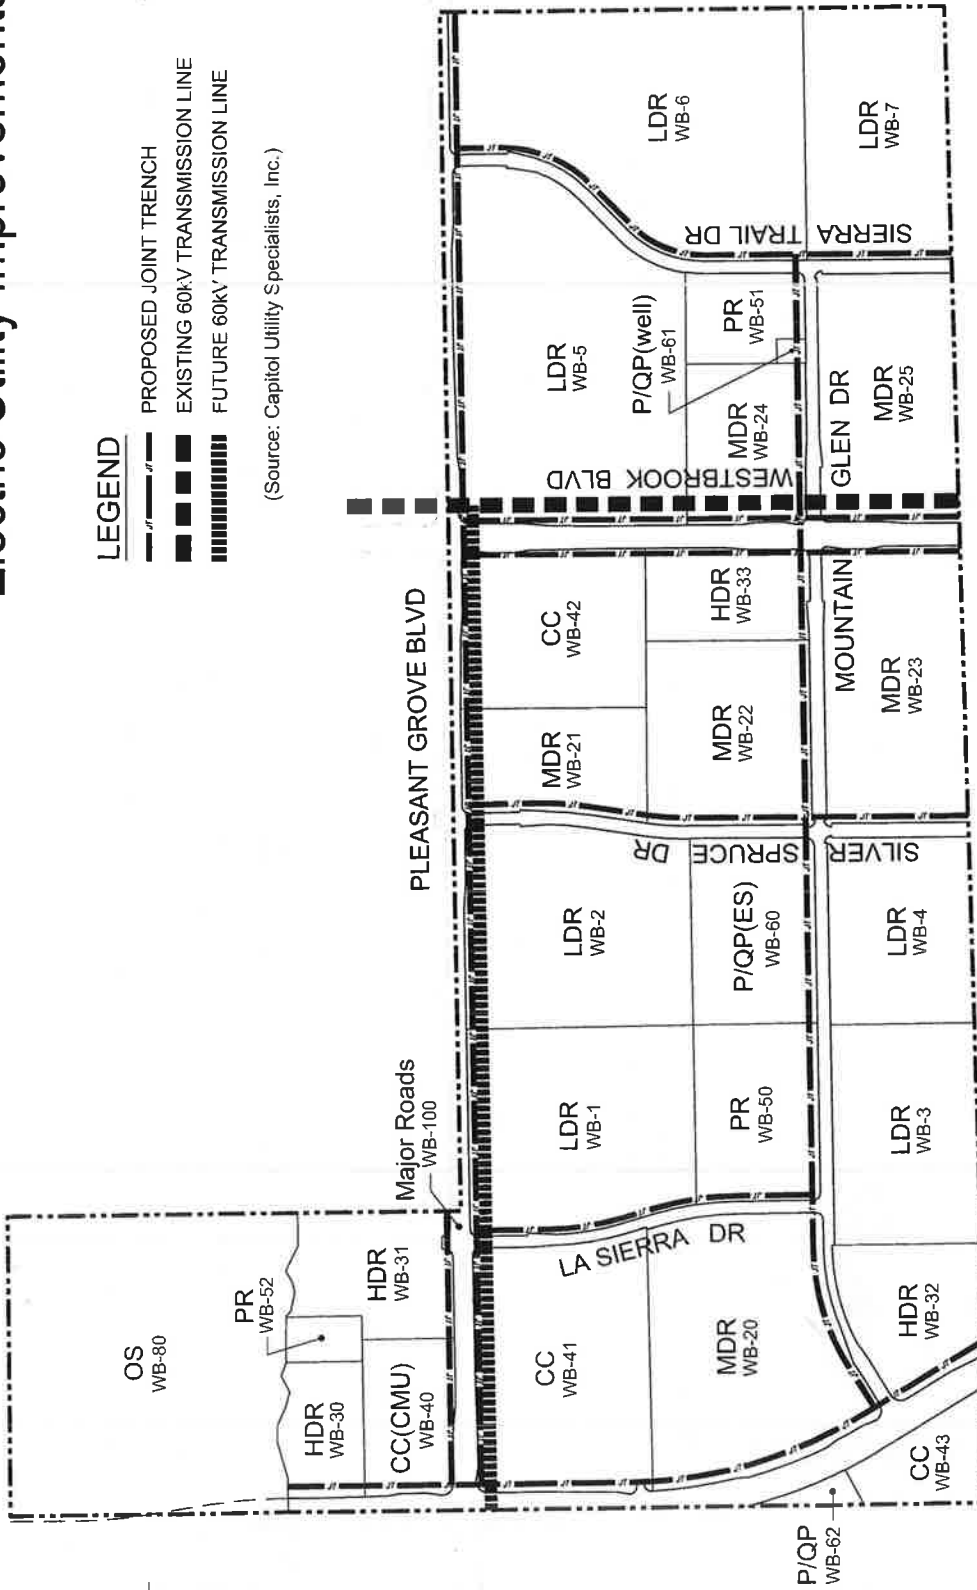 Electric Utility Improvements
LEGEND
PROPOSED JOINT TRENCH
EXISTING 60kV TRANSMISSION LINE
FUTURE 60kV TRANSMISSION LINE
(Source: Capitol Utility Specialists, Inc.)
OS
WB-80
PR
WB-52
HDR
WB-30
HDR
WB-31
CC(CMU)
WB-40
Major Roads
WB-100
PLEASANT GROVE BLVD
CC
WB-41
LDR
WB-1
LDR
WB-2
MDR
WB-21
CC
WB-42
LDR
WB-5
LDR
WB-6
MDR
WB-20
LA SIERRA DR
PR
WB-50
P/QP(ES)
WB-60
SILVER SPRUCE DR
MDR
WB-22
HDR
WB-33
WESTBROOK BLVD
MDR
WB-24
P/QP(well)
WB-61
PR
WB-51
SIERRA TRAIL DR
P/QP
WB-62
CC
WB-43
HDR
WB-32
LDR
WB-3
LDR
WB-4
MOUNTAIN GLEN DR
MDR
WB-23
MDR
WB-25
LDR
WB-7